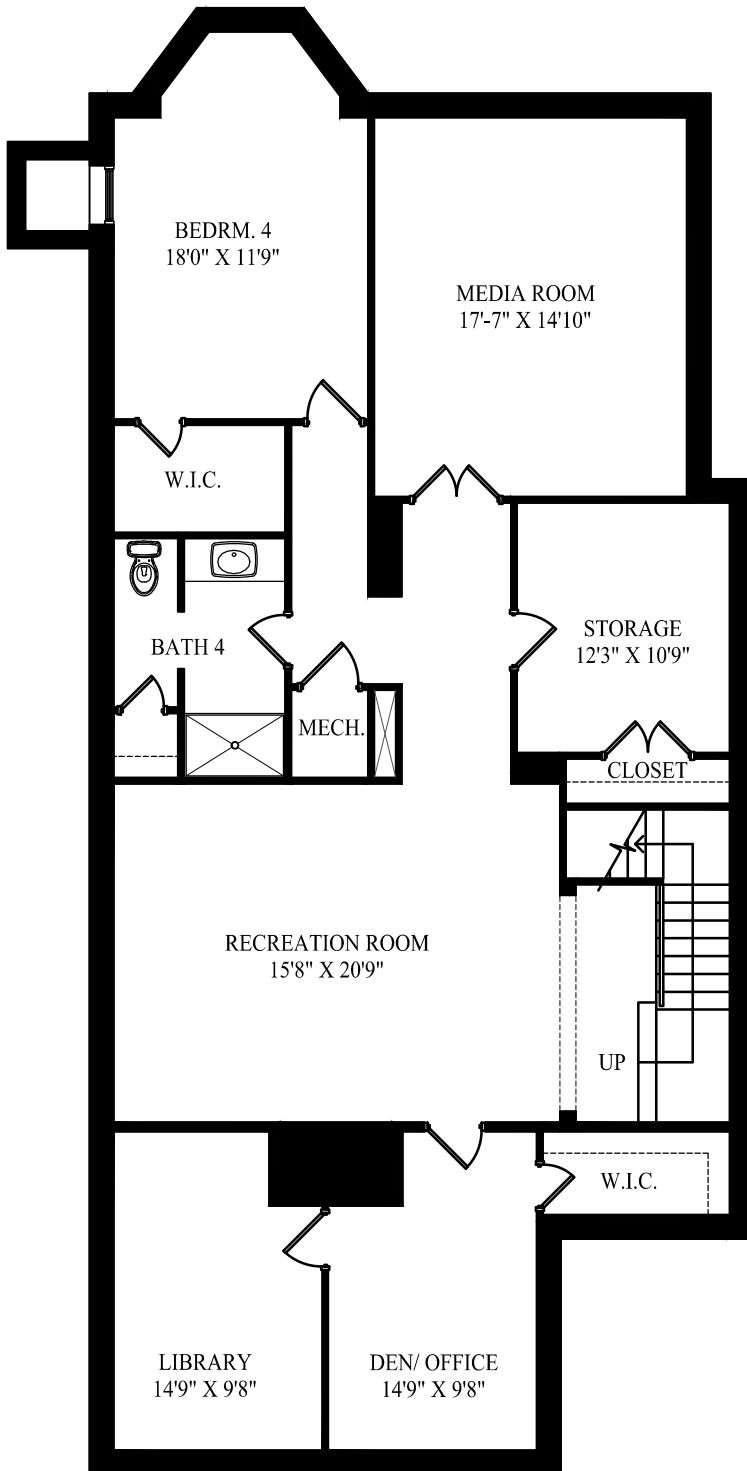 BEDRM. 4
18'0" X 11'9"
MEDIA ROOM
17'-7" X 14'10"
W.I.C.
STORAGE
12'3" X 10'9"
BATH 4
MECH.
CLOSET
RECREATION ROOM
15'8" X 20'9"
UP
W.I.C.
LIBRARY
14'9" X 9'8"
DEN/ OFFICE
14'9" X 9'8"